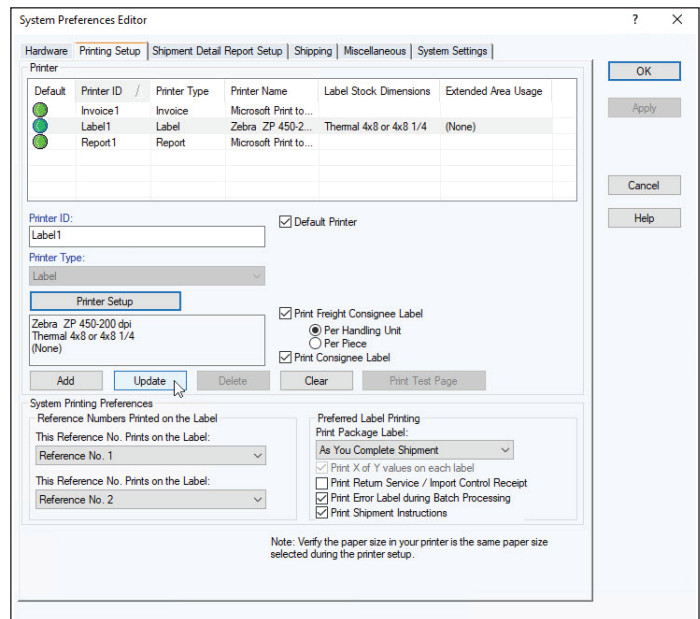 System Preferences Editor ? X
Hardware Printing Setup Shipment Detail Report Setup Shipping Miscellaneous System Settings
Printer
OK
Default Printer ID / Printer Type Printer Name Label Stock Dimensions Extended Area Usage
Apply
Invoice1 Invoice Microsoft Print to...
Label1 Label Zebra ZP 450-2... Thermal 4x8 or 4x8 1/4 (None)
Report1 Report Microsoft Print to...
Cancel
Help
Printer ID:
Default Printer
Label1
Printer Type:
Label
Printer Setup
Print Freight Consignee Label
Zebra ZP 450-200 dpi
Per Handling Unit
Thermal 4x8 or 4x8 1/4
Per Piece
(None)
Print Consignee Label
Add Update Delete Clear Print Test Page
System Printing Preferences
Reference Numbers Printed on the Label
Preferred Label Printing
This Reference No. Prints on the Label:
Print Package Label:
Reference No. 1
As You Complete Shipment
Print X of Y values on each label
This Reference No. Prints on the Label:
Print Return Service / Import Control Receipt
Reference No. 2
Print Error Label during Batch Processing
Print Shipment Instructions
Note: Verify the paper size in your printer is the same paper size
selected during the printer setup.